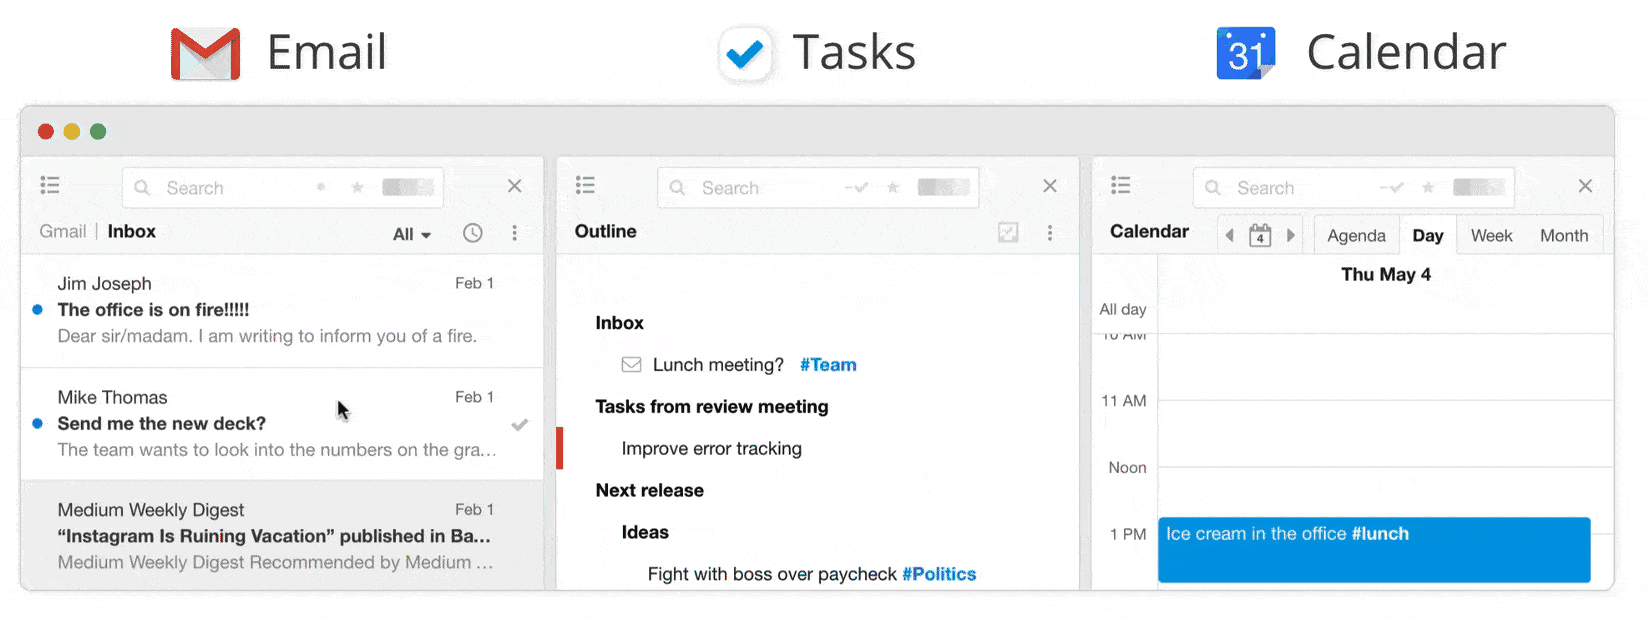 Email
Tasks
31 Calendar
Search
Gmail | Inbox
All
Jim Joseph Feb 1
The office is on fire!!!!!
Dear sir/madam. I am writing to inform you of a fire.
Mike Thomas Feb 1
Send me the new deck?
The team wants to look into the numbers on the gra...
Medium Weekly Digest Feb 1
“Instagram Is Ruining Vacation” published in Ba...
Medium Weekly Digest Recommended by Medium ...
Search
Outline
Inbox
Lunch meeting? #Team
Tasks from review meeting
Improve error tracking
Next release
Ideas
Fight with boss over paycheck #Politics
Search
Calendar 4 Agenda Day Week Month
Thu May 4
All day
10 AM
11 AM
Noon
1 PM Ice cream in the office #lunch